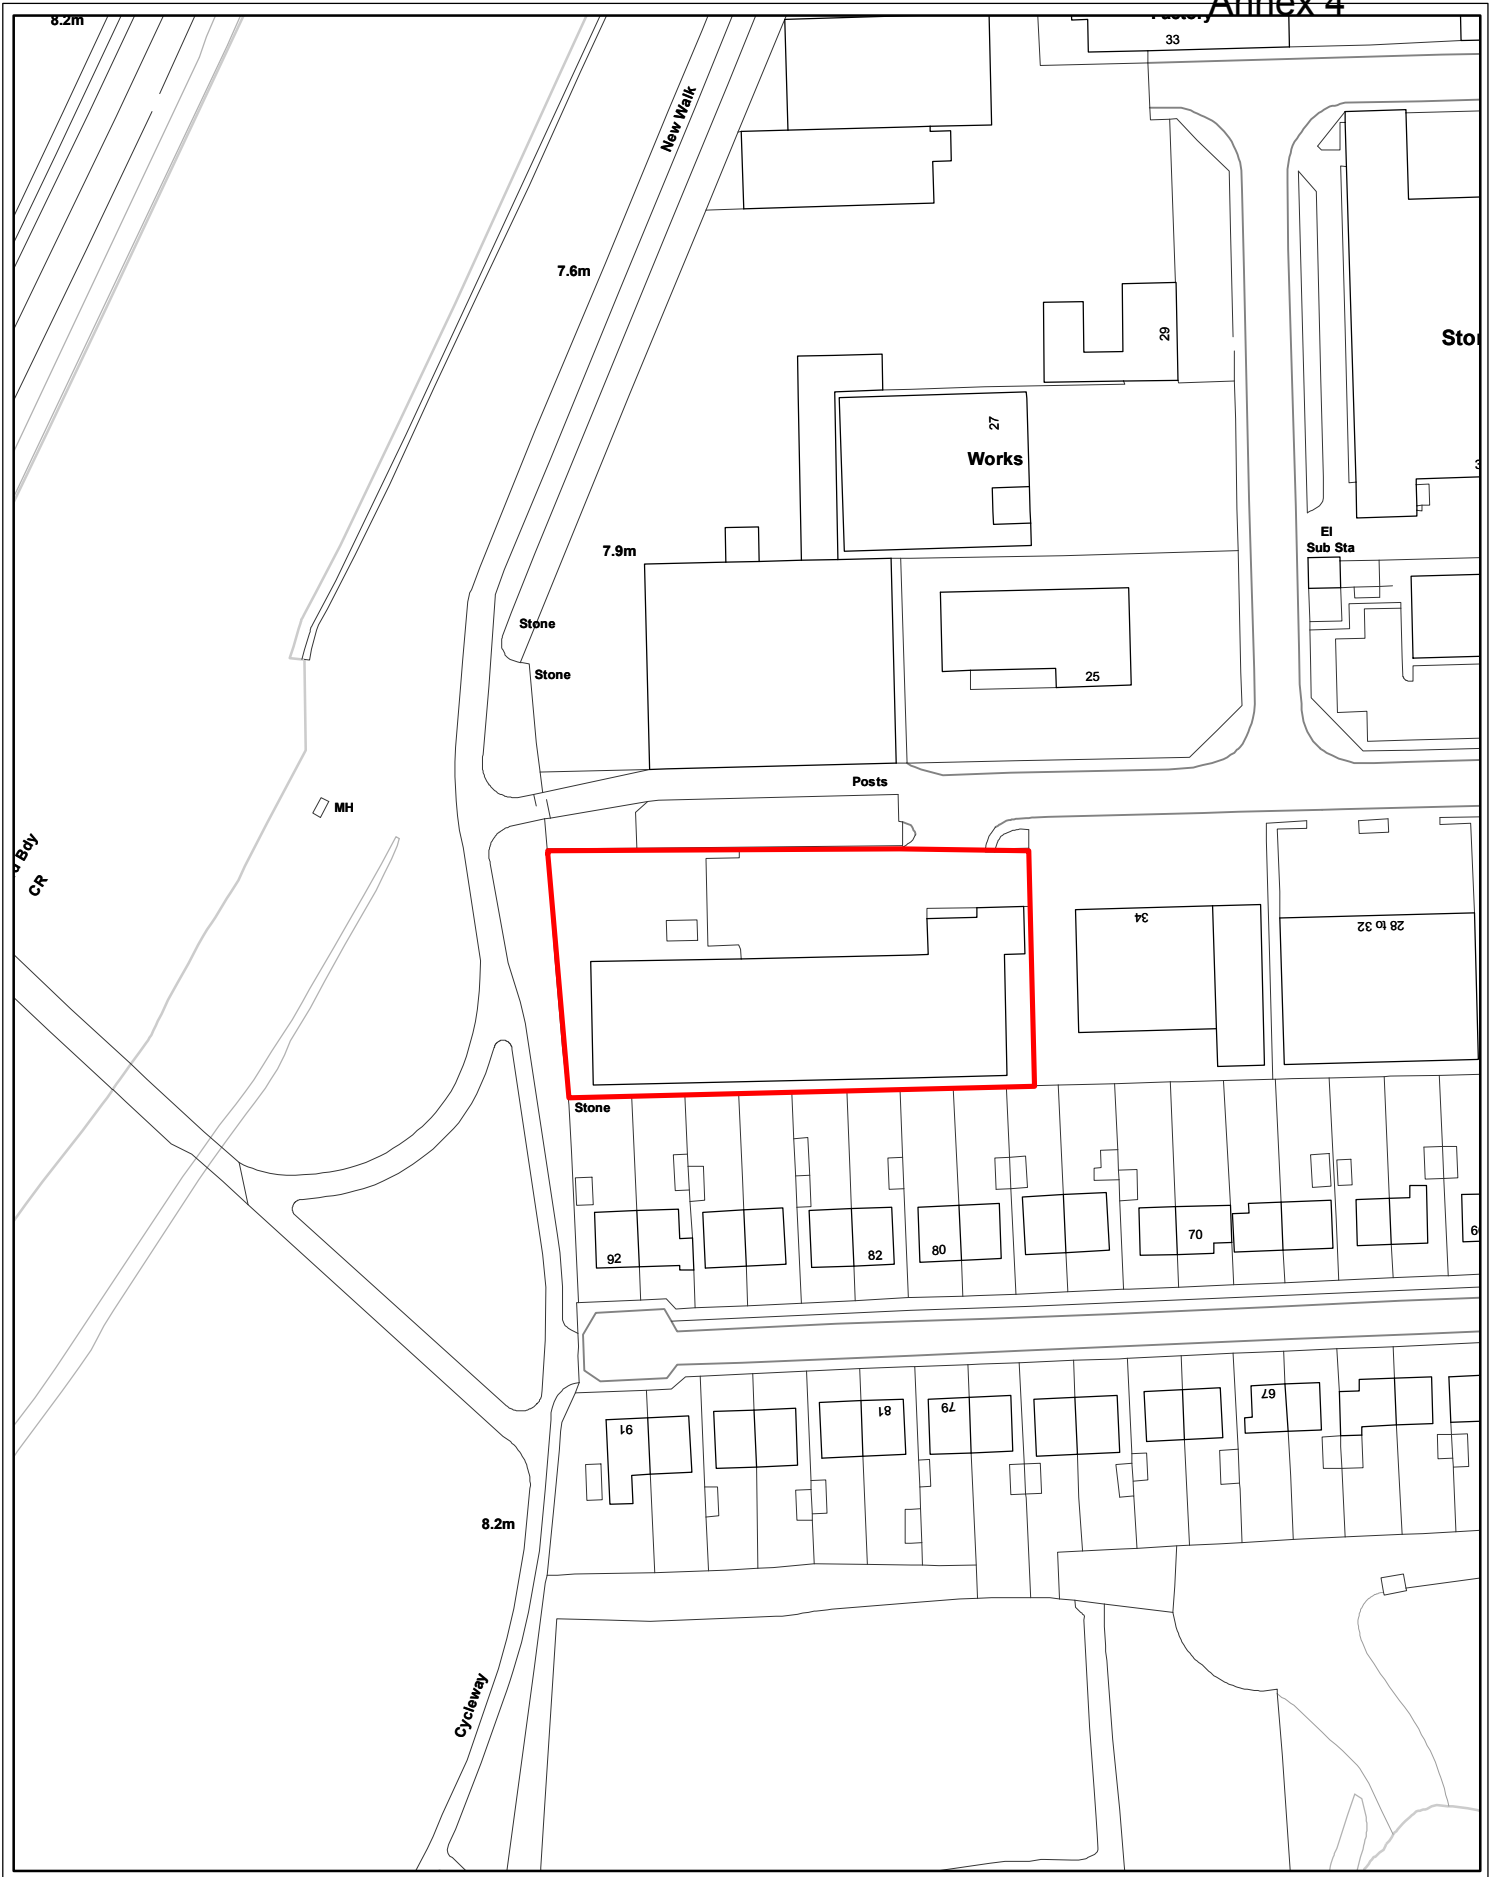 Annex 4
8.2m
Factory
33
New Walk
7.6m
29
27
Works
7.9m
El
Sub Sta
Stone
Stone
25
Posts
MH
CR
34
28 to 32
Stone
92
82
80
70
91
81
79
67
8.2m
Cycleway